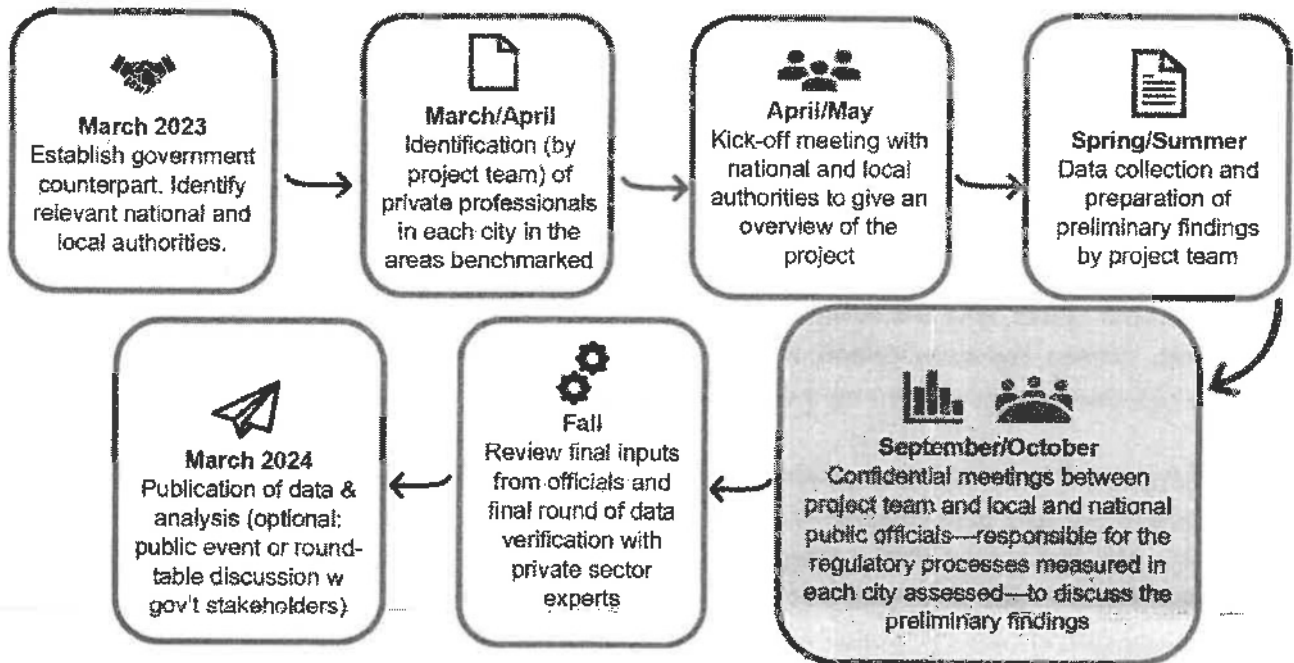 March 2023
Establish government
counterpart. Identify
relevant national and
local authorities.
March/April
Identification (by
project team) of
private professionals
in each city in the
areas benchmarked
April/May
Kick-off meeting with
national and local
authorities to give an
overview of the
project
Spring/Summer
Data collection and
preparation of
preliminary findings
by project team
September/October
Confidential meetings between
project team and local and national
public officials—responsible for the
regulatory processes measured in
each city assessed—to discuss the
preliminary findings
Fall
Review final inputs
from officials and
final round of data
verification with
private sector
experts
March 2024
Publication of data &
analysis (optional:
public event or round-
table discussion w
gov't stakeholders)